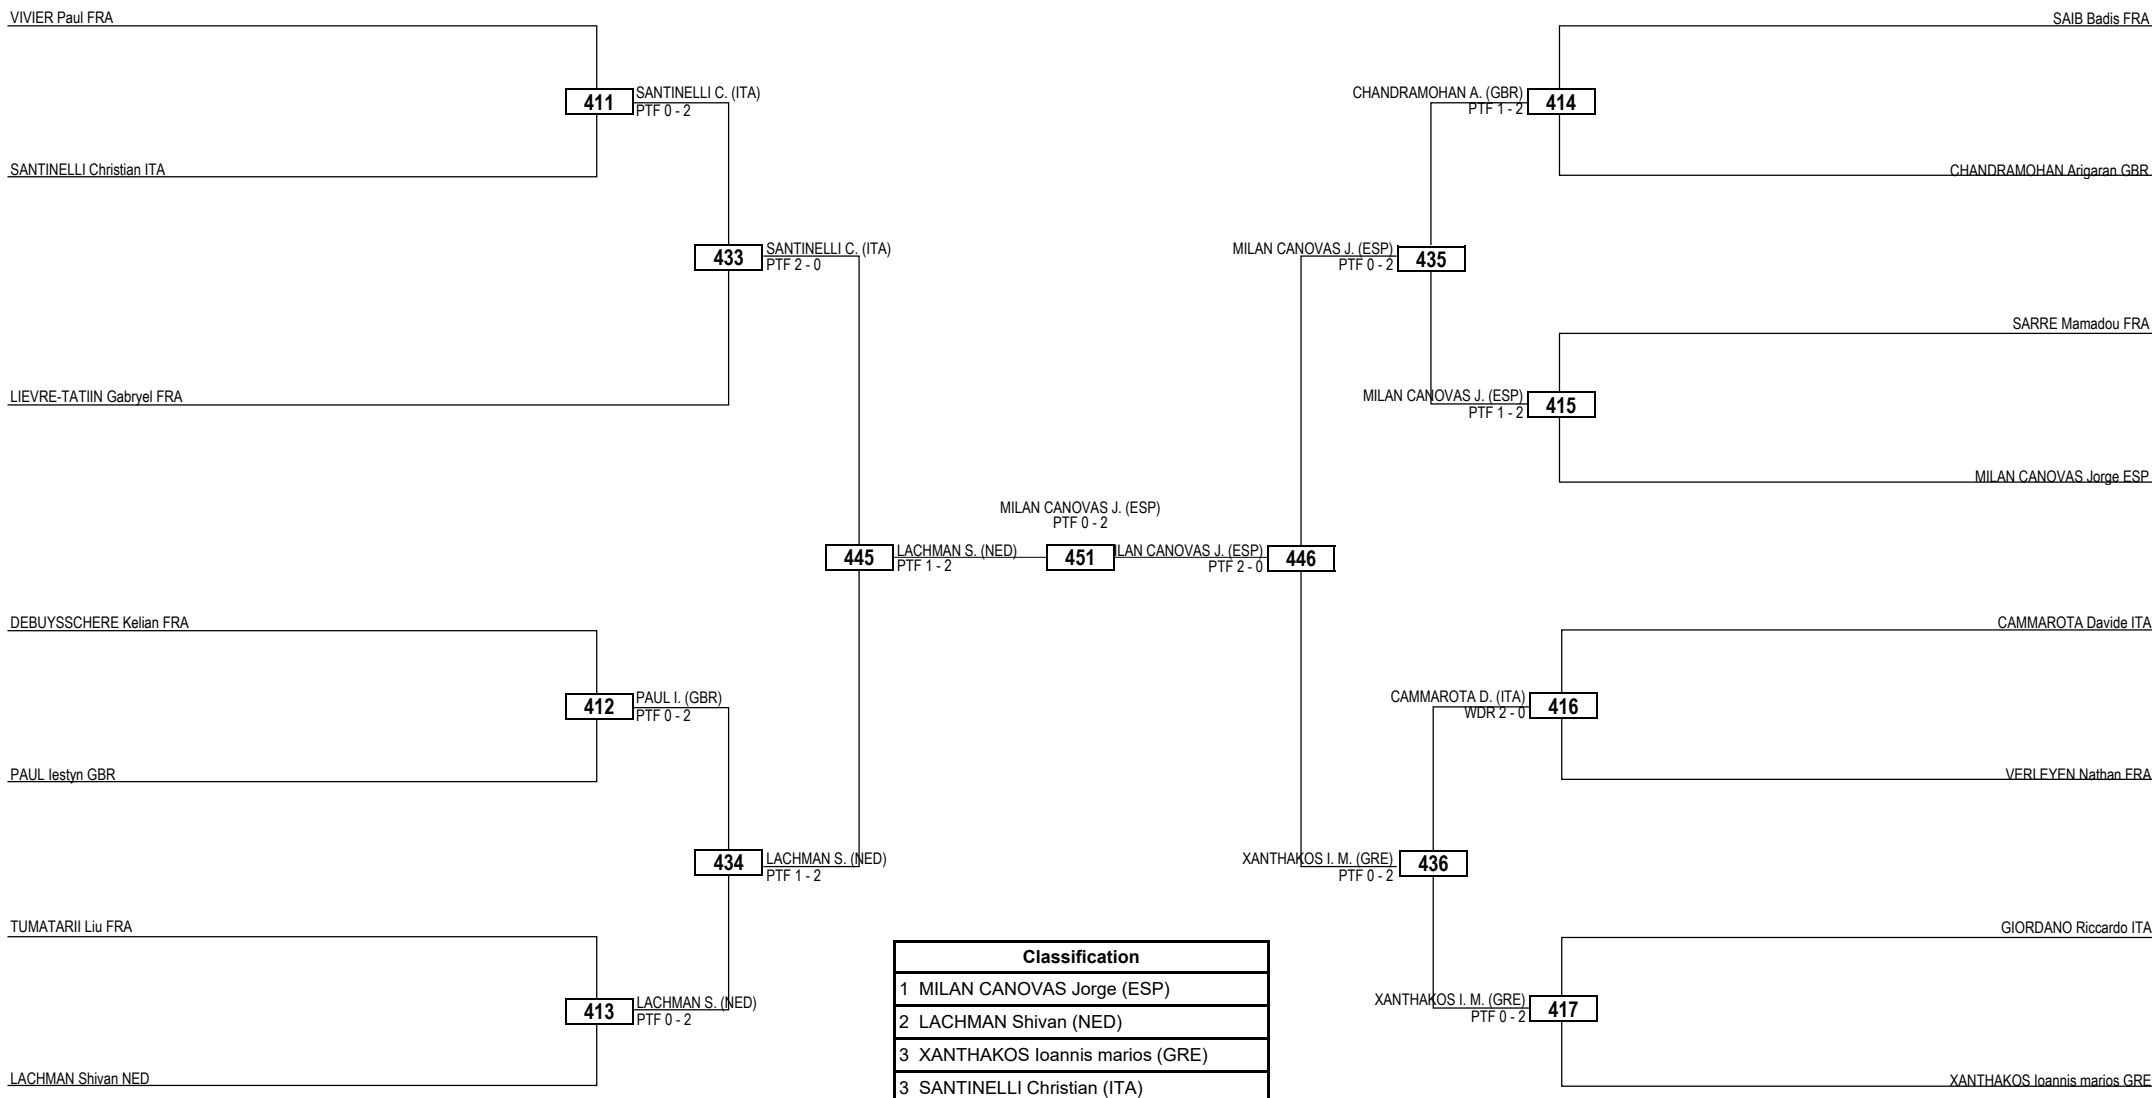 VIVIER Paul FRA
SAIB Badis FRA
411
SANTINELLI C. (ITA)
PTF 0 - 2
CHANDRAMOHAN A. (GBR)
PTF 1 - 2
414
SANTINELLI Christian ITA
CHANDRAMOHAN Arigaran GBR
433
SANTINELLI C. (ITA)
PTF 2 - 0
MILAN CANOVAS J. (ESP)
PTF 0 - 2
435
SARRE Mamadou FRA
LIEVRE-TATIIN Gabryel FRA
MILAN CANOVAS J. (ESP)
PTF 1 - 2
415
MILAN CANOVAS Jorge ESP
MILAN CANOVAS J. (ESP)
PTF 0 - 2
445
LACHMAN S. (NED)
PTF 1 - 2
451
ILAN CANOVAS J. (ESP)
PTF 2 - 0
446
DEBUYSSCHERE Kelian FRA
CAMMAROTA Davide ITA
412
PAUL I. (GBR)
PTF 0 - 2
CAMMAROTA D. (ITA)
WDR 2 - 0
416
PAUL Iestyn GBR
VERLEYEN Nathan FRA
434
LACHMAN S. (NED)
PTF 1 - 2
XANTHAKOS I. M. (GRE)
PTF 0 - 2
436
TUMATARII Liu FRA
GIORDANO Riccardo ITA
413
LACHMAN S. (NED)
PTF 0 - 2
XANTHAKOS I. M. (GRE)
PTF 0 - 2
417
LACHMAN Shivan NED
XANTHAKOS Ioannis marios GRE
Classification
1 MILAN CANOVAS Jorge (ESP)
2 LACHMAN Shivan (NED)
3 XANTHAKOS Ioannis marios (GRE)
3 SANTINELLI Christian (ITA)